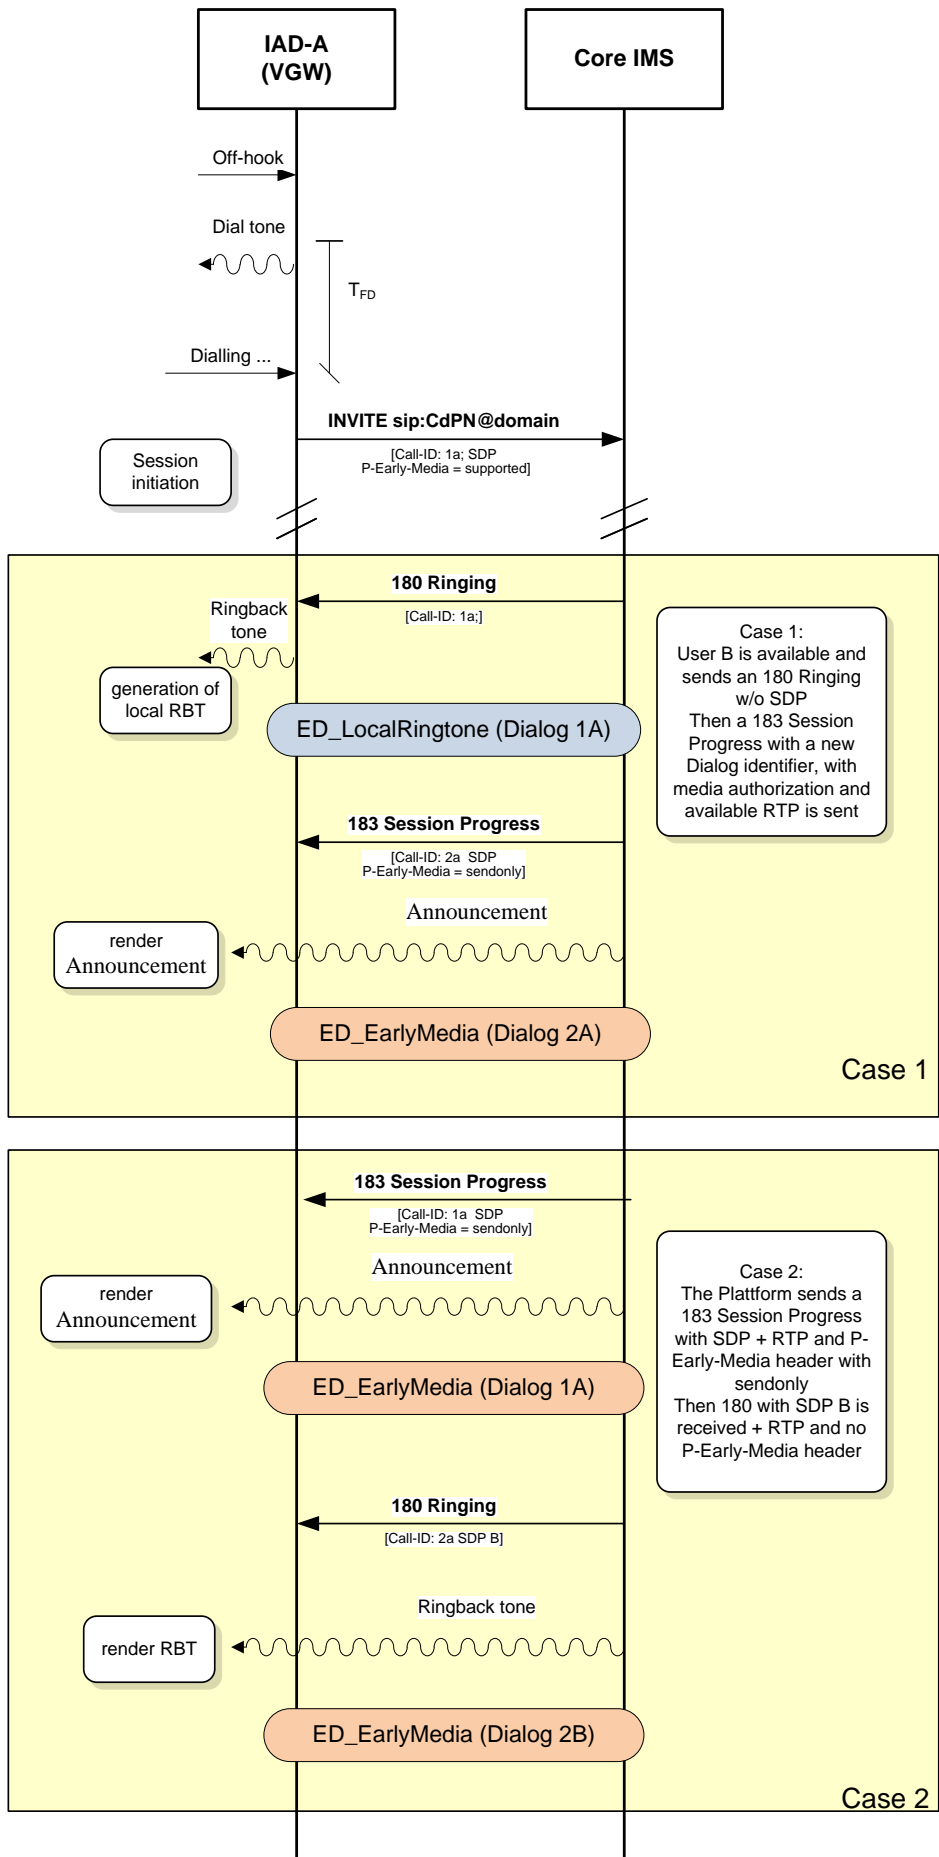 IAD-A
(VGW)
Core IMS
Off-hook
Dial tone
TFD
Dialling ...
INVITE sip:CdPN@domain
[Call-ID: 1a; SDP
P-Early-Media = supported]
Session
initiation
180 Ringing
[Call-ID: 1a;]
Ringback
tone
generation of
local RBT
ED_LocalRingtone (Dialog 1A)
Case 1:
User B is available and
sends an 180 Ringing
w/o SDP
Then a 183 Session
Progress with a new
Dialog identifier, with
media authorization and
available RTP is sent
183 Session Progress
[Call-ID: 2a SDP
P-Early-Media = sendonly]
Announcement
render
Announcement
ED_EarlyMedia (Dialog 2A)
Case 1
183 Session Progress
[Call-ID: 1a SDP
P-Early-Media = sendonly]
Announcement
render
Announcement
ED_EarlyMedia (Dialog 1A)
Case 2:
The Plattform sends a
183 Session Progress
with SDP + RTP and P-
Early-Media header with
sendonly
Then 180 with SDP B is
received + RTP and no
P-Early-Media header
180 Ringing
[Call-ID: 2a SDP B]
Ringback tone
render RBT
ED_EarlyMedia (Dialog 2B)
Case 2